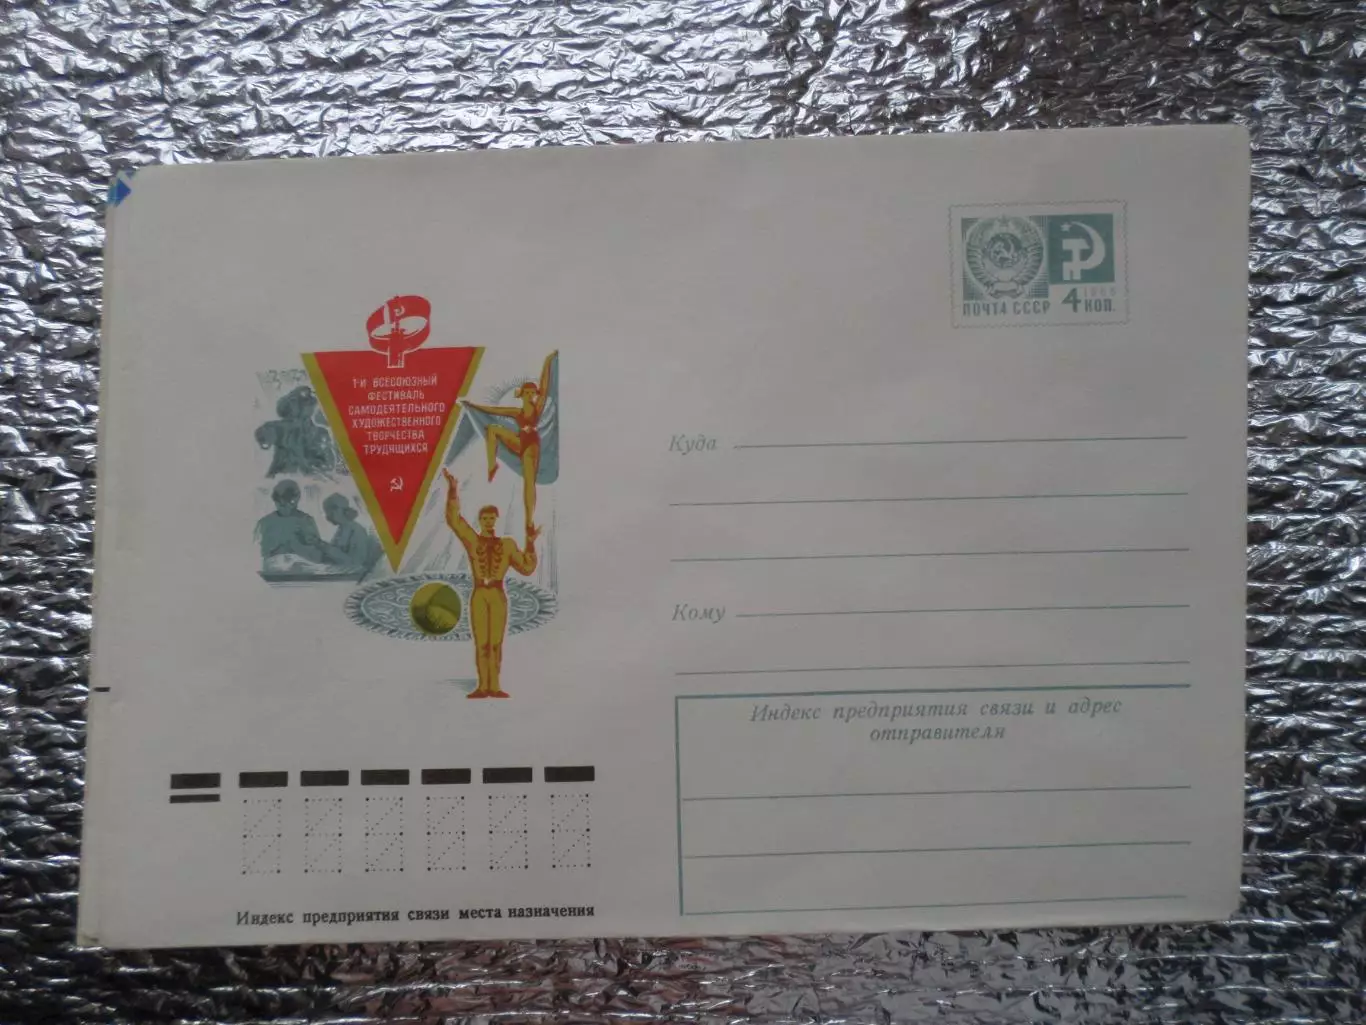 ПОЧТА СССР 4 КОП.
1966
1-Й ВСЕСОЮЗНЫЙ
ФЕСТИВАЛЬ
САМОДЕЯТЕЛЬНОГО
ХУДОЖЕСТВЕННОГО
ТВОРЧЕСТВА
ТРУДЯЩИХСЯ
Куда
Кому
Индекс предприятия связи и адрес
отправителя
Индекс предприятия связи места назначения